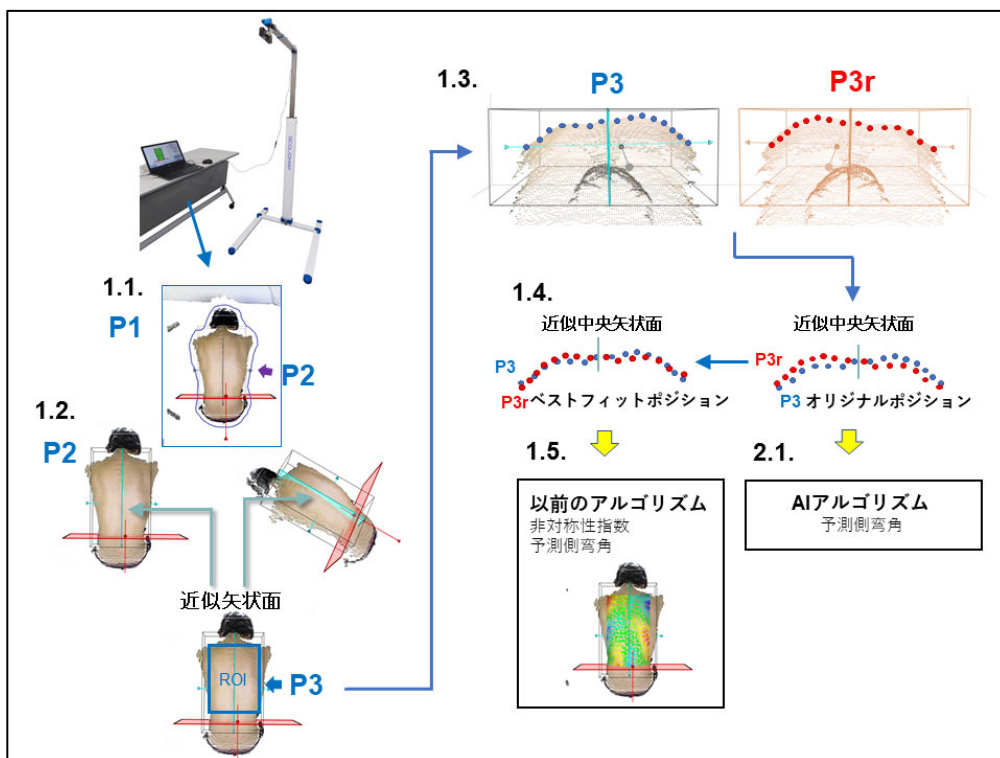 1.1.
P1
P2
1.2.
P2
近似矢状面
ROI
P3
1.3.
P3
P3r
1.4.
近似中央矢状面
P3
P3rベストフィットポジション
近似中央矢状面
P3r
P3 オリジナルポジション
1.5.
以前のアルゴリズム
非対称性指数
予測側弯角
2.1.
AIアルゴリズム
予測側弯角